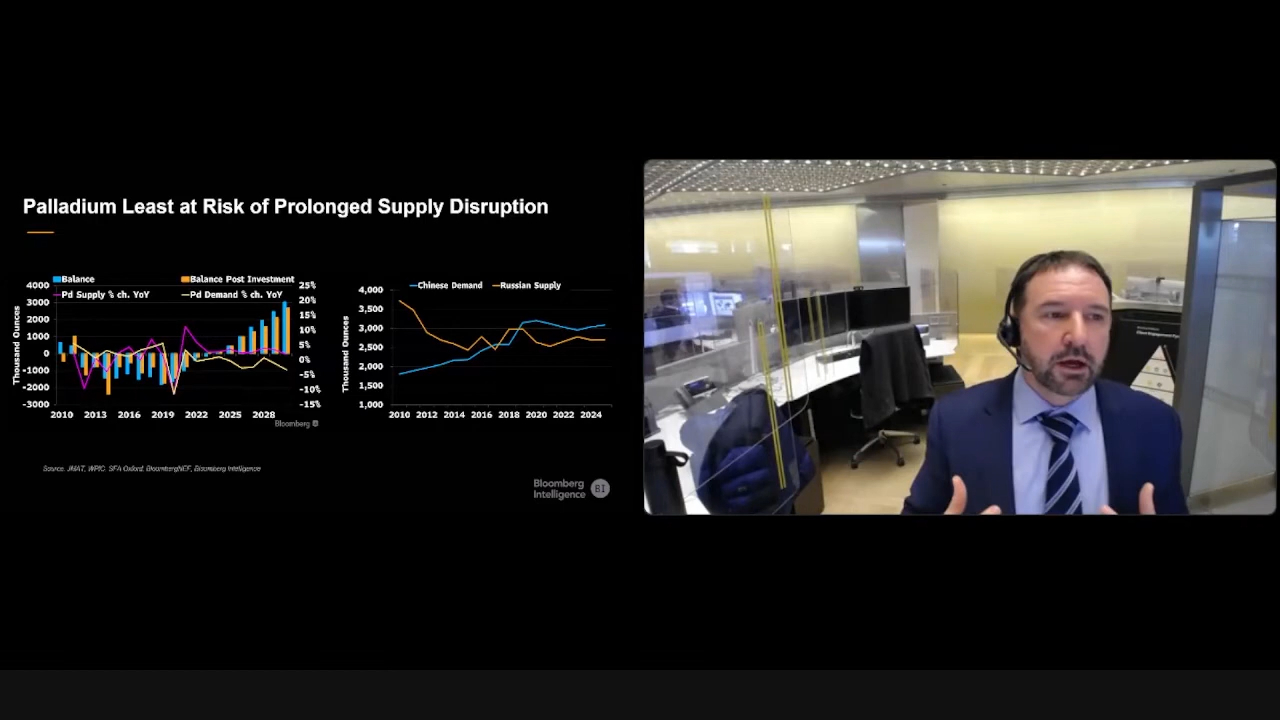 Palladium Least at Risk of Prolonged Supply Disruption
Balance
Balance Post Investment
Pd Supply % ch. YoY
Pd Demand % ch. YoY
Thousand Ounces
4000
3000
2000
1000
0
-1000
-2000
-3000
25%
20%
15%
10%
5%
0%
-5%
-10%
-15%
2010 2013 2016 2019 2022 2025 2028
Bloomberg
Chinese Demand
Russian Supply
Thousand Ounces
4,000
3,500
3,000
2,500
2,000
1,500
1,000
2010 2012 2014 2016 2018 2020 2022 2024
Source: JMAT, WPIC, SFA Oxford, BloombergNEF, Bloomberg Intelligence
Bloomberg
Intelligence
BI